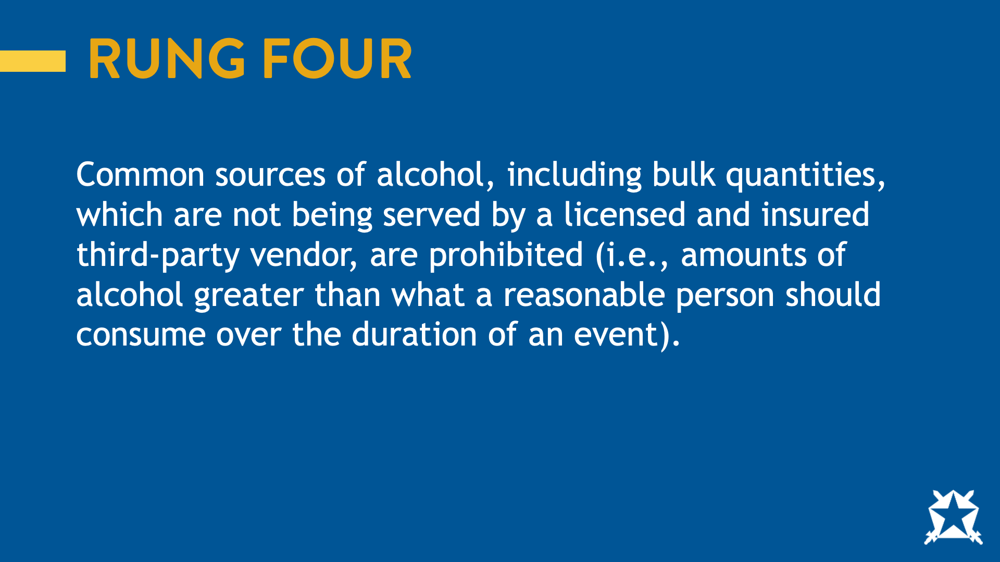 RUNG FOUR
Common sources of alcohol, including bulk quantities,
which are not being served by a licensed and insured
third-party vendor, are prohibited (i.e., amounts of
alcohol greater than what a reasonable person should
consume over the duration of an event).